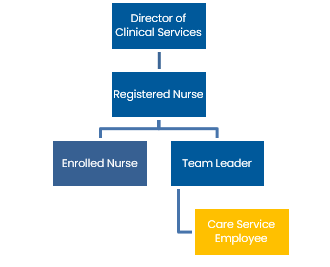 Director of
Clinical Services
Registered Nurse
Enrolled Nurse
Team Leader
Care Service
Employee